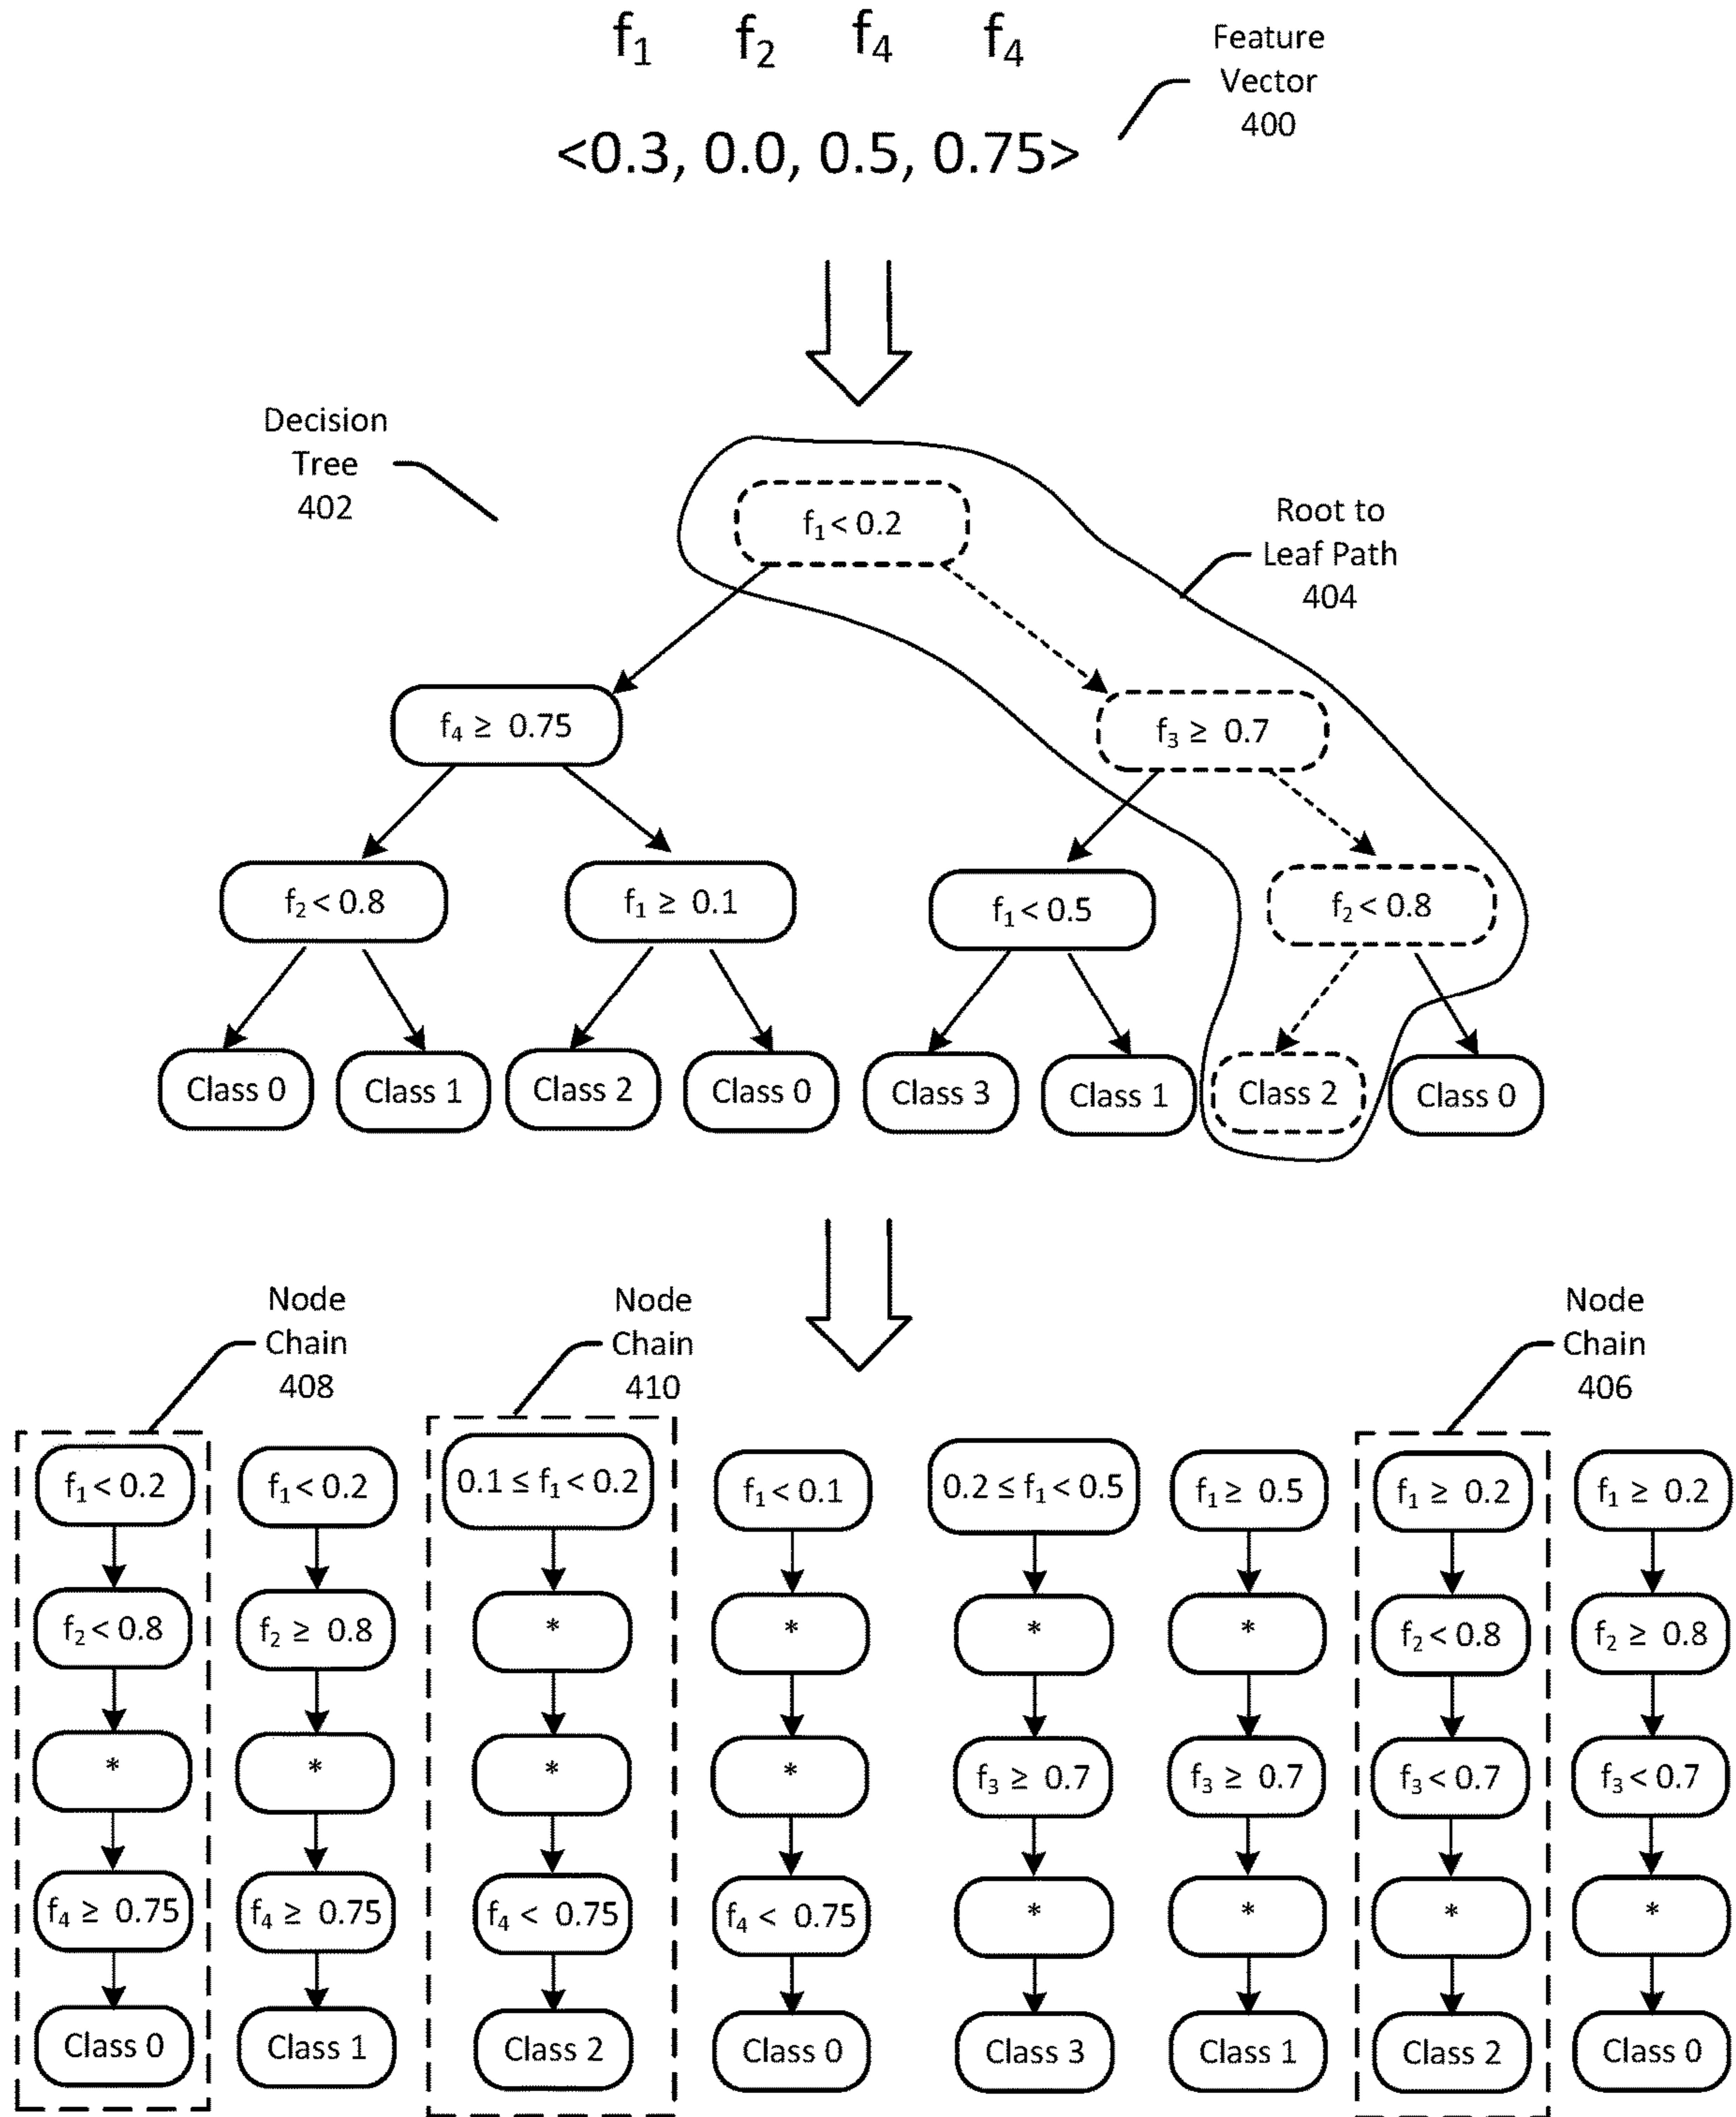 f1 f2 f4 f4
Feature
Vector
400
<0.3, 0.0, 0.5, 0.75>
Decision
Tree
402
f1 < 0.2
Root to
Leaf Path
404
f4 ≥ 0.75
f3 ≥ 0.7
f2 < 0.8
f1 ≥ 0.1
f1 < 0.5
f2 < 0.8
Class 0
Class 1
Class 2
Class 0
Class 3
Class 1
Class 2
Class 0
Node
Chain
408
Node
Chain
410
Node
Chain
406
f1 < 0.2
f2 < 0.8
*
f4 ≥ 0.75
Class 0
f1 < 0.2
f2 ≥ 0.8
*
f4 ≥ 0.75
Class 1
0.1 ≤ f1 < 0.2
*
*
f4 < 0.75
Class 2
f1 < 0.1
*
*
f4 < 0.75
Class 0
0.2 ≤ f1 < 0.5
*
f3 ≥ 0.7
*
Class 3
f1 ≥ 0.5
*
f3 ≥ 0.7
*
Class 1
f1 ≥ 0.2
f2 < 0.8
f3 < 0.7
*
Class 2
f1 ≥ 0.2
f2 ≥ 0.8
f3 < 0.7
*
Class 0